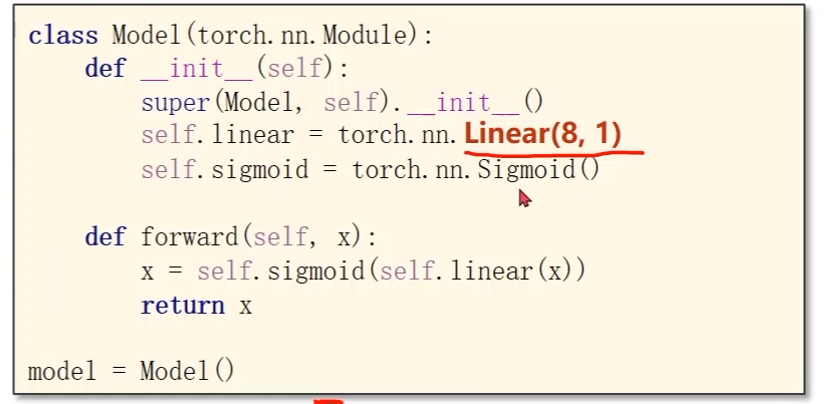 class Model(torch.nn.Module):
    def __init__(self):
        super(Model, self).__init__()
        self.linear = torch.nn.Linear(8, 1)
        self.sigmoid = torch.nn.Sigmoid()
    def forward(self, x):
        x = self.sigmoid(self.linear(x))
        return x
model = Model()